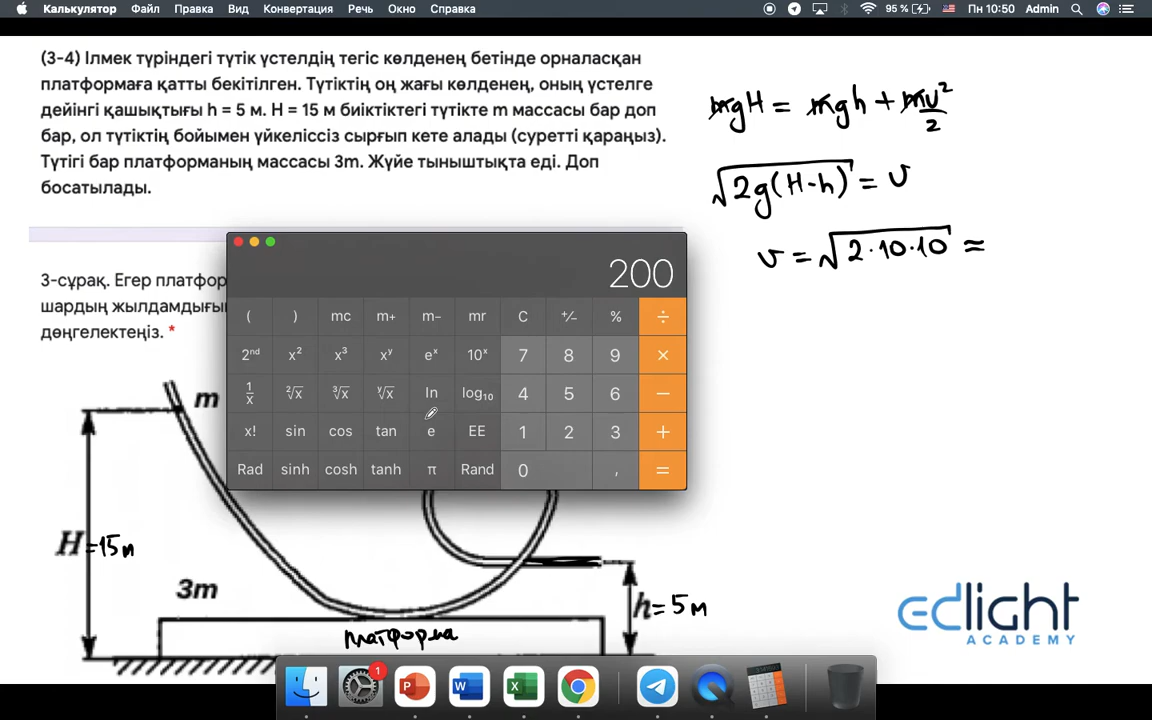 Калькулятор Файл Правка Вид Конвертация Речь Окно Справка 95 % Пн 10:50 Admin
(3-4) Ілмек түріндегі түтік үстелдің тегіс көлденең бетінде орналасқан
платформаға қатты бекітілген. Түтіктің оң жағы көлденең, оның үстелге
дейінгі қашықтығы h = 5 м. H = 15 м биіктіктегі түтікте m массасы бар доп
бар, ол түтіктің бойымен үйкеліссіз сырғып кете алады (суретті қараңыз).
Түтігі бар платформаның массасы 3m. Жүйе тыныштықта еді. Доп
босатылады.
mgH = mgh + mv²/2
√2g(H-h) = v
v = √2·10·10 ≈
3-сұрақ. Егер платфор
шардың жылдамдығы
дөңгелектеңіз. *
200
( ) mc m+ m− mr C ⁺∕₋ % ÷
2ⁿᵈ x² x³ xʸ eˣ 10ˣ 7 8 9 ×
1/x ²√x ³√x ʸ√x ln log₁₀ 4 5 6 −
x! sin cos tan e EE 1 2 3 +
Rad sinh cosh tanh π Rand 0 , =
m
H = 15м
3m
h = 5 м
платформа
edlight
ACADEMY
1
P W X